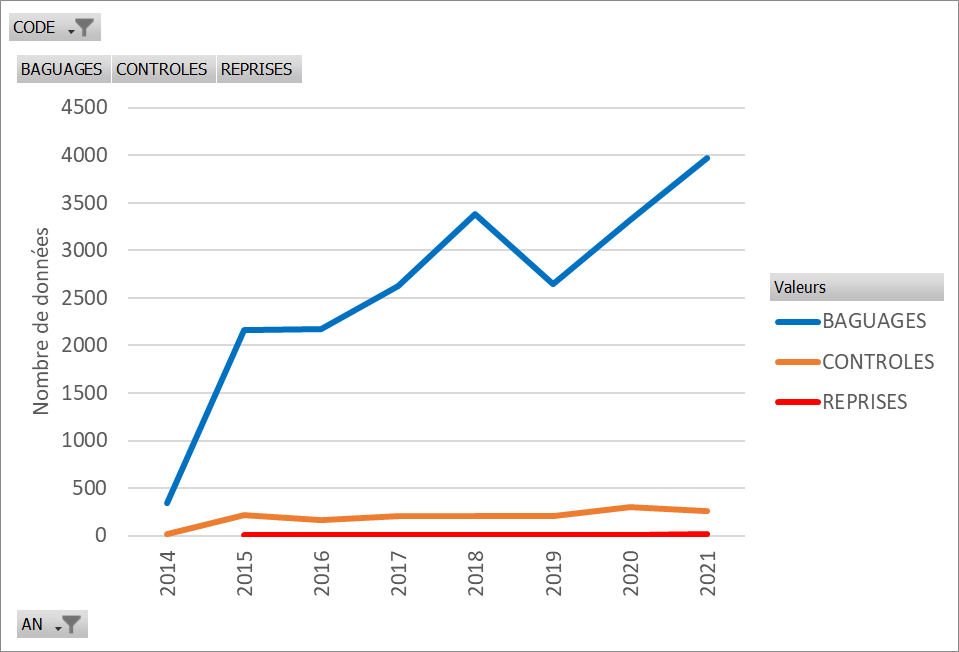 CODE
BAGUAGES CONTROLES REPRISES
Nombre de données
4500
4000
3500
3000
2500
2000
1500
1000
500
0
2014 2015 2016 2017 2018 2019 2020 2021
Valeurs
BAGUAGES
CONTROLES
REPRISES
AN